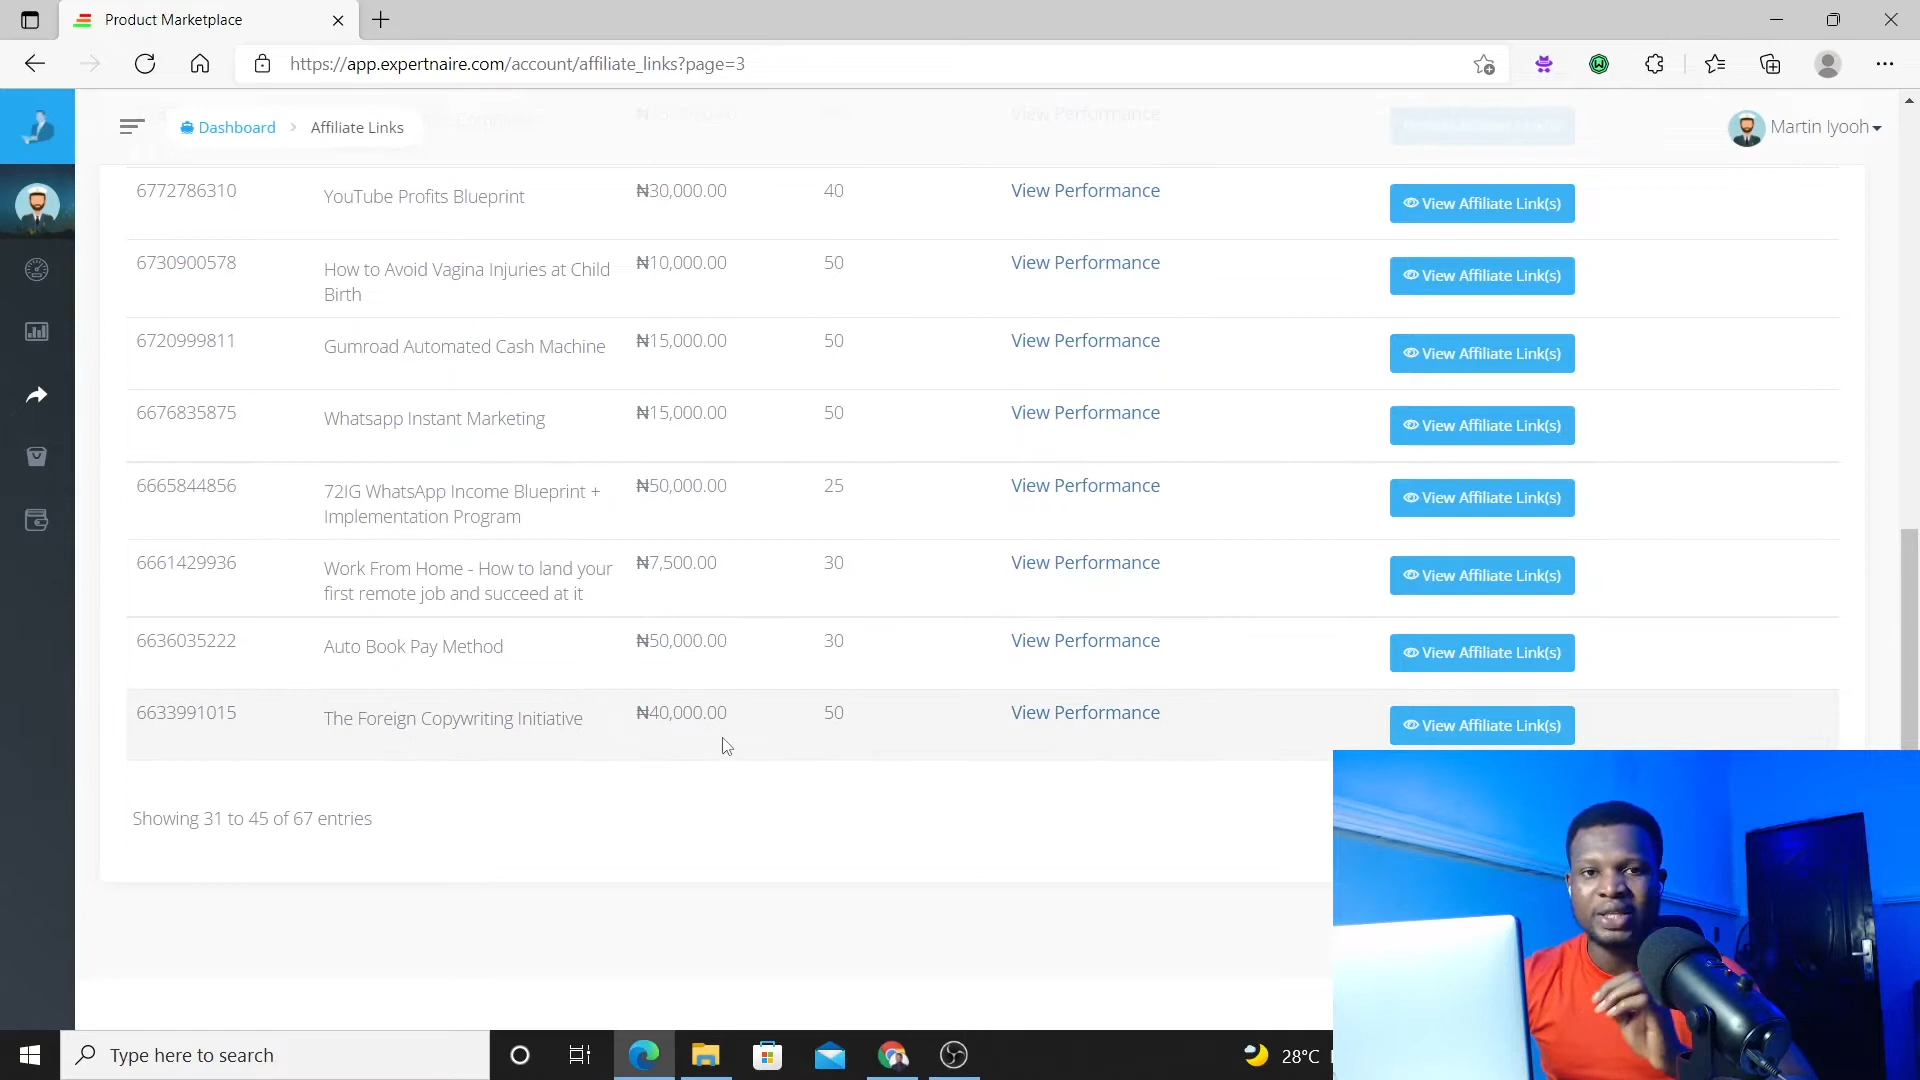 Product Marketplace
https://app.expertnaire.com/account/affiliate_links?page=3
Dashboard > Affiliate Links
Martin Iyooh
6772786310 YouTube Profits Blueprint ₦30,000.00 40 View Performance View Affiliate Link(s)
6730900578 How to Avoid Vagina Injuries at Child ₦10,000.00 50 View Performance View Affiliate Link(s)
Birth
6720999811 Gumroad Automated Cash Machine ₦15,000.00 50 View Performance View Affiliate Link(s)
6676835875 Whatsapp Instant Marketing ₦15,000.00 50 View Performance View Affiliate Link(s)
6665844856 72IG WhatsApp Income Blueprint + ₦50,000.00 25 View Performance View Affiliate Link(s)
Implementation Program
6661429936 Work From Home - How to land your ₦7,500.00 30 View Performance View Affiliate Link(s)
first remote job and succeed at it
6636035222 Auto Book Pay Method ₦50,000.00 30 View Performance View Affiliate Link(s)
6633991015 The Foreign Copywriting Initiative ₦40,000.00 50 View Performance View Affiliate Link(s)
Showing 31 to 45 of 67 entries
Type here to search
28°C